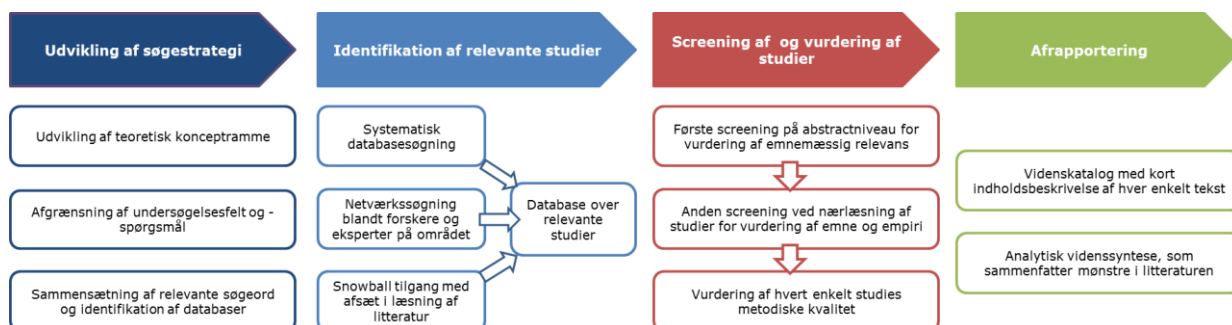 Udvikling af søgestrategi
Identifikation af relevante studier
Screening af og vurdering af
studier
Afrapportering
Udvikling af teoretisk konceptramme
Afgrænsning af undersøgelsesfelt og -
spørgsmål
Sammensætning af relevante søgeord
og identifikation af databaser
Systematisk
databasesøgning
Netværkssøgning
blandt forskere og
eksperter på området
Snowball tilgang med
afsæt i læsning af
litteratur
Database over
relevante
studier
Første screening på abstractniveau for
vurdering af emnemæssig relevans
Anden screening ved nærlæsning af
studier for vurdering af emne og empiri
Vurdering af hvert enkelt studies
metodiske kvalitet
Videnskatalog med kort
indholdsbeskrivelse af hver enkelt tekst
Analytisk videnssyntese, som
sammenfatter mønstre i litteraturen